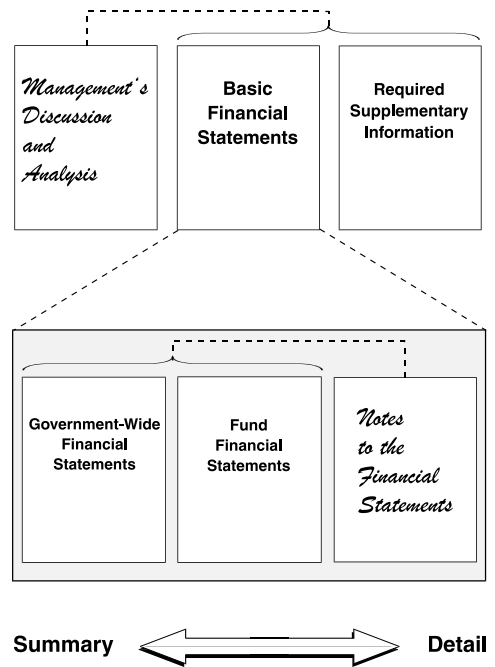 Management's
Discussion
and
Analysis
Basic
Financial
Statements
Required
Supplementary
Information
Government-Wide
Financial
Statements
Fund
Financial
Statements
Notes
to the
Financial
Statements
Summary
Detail